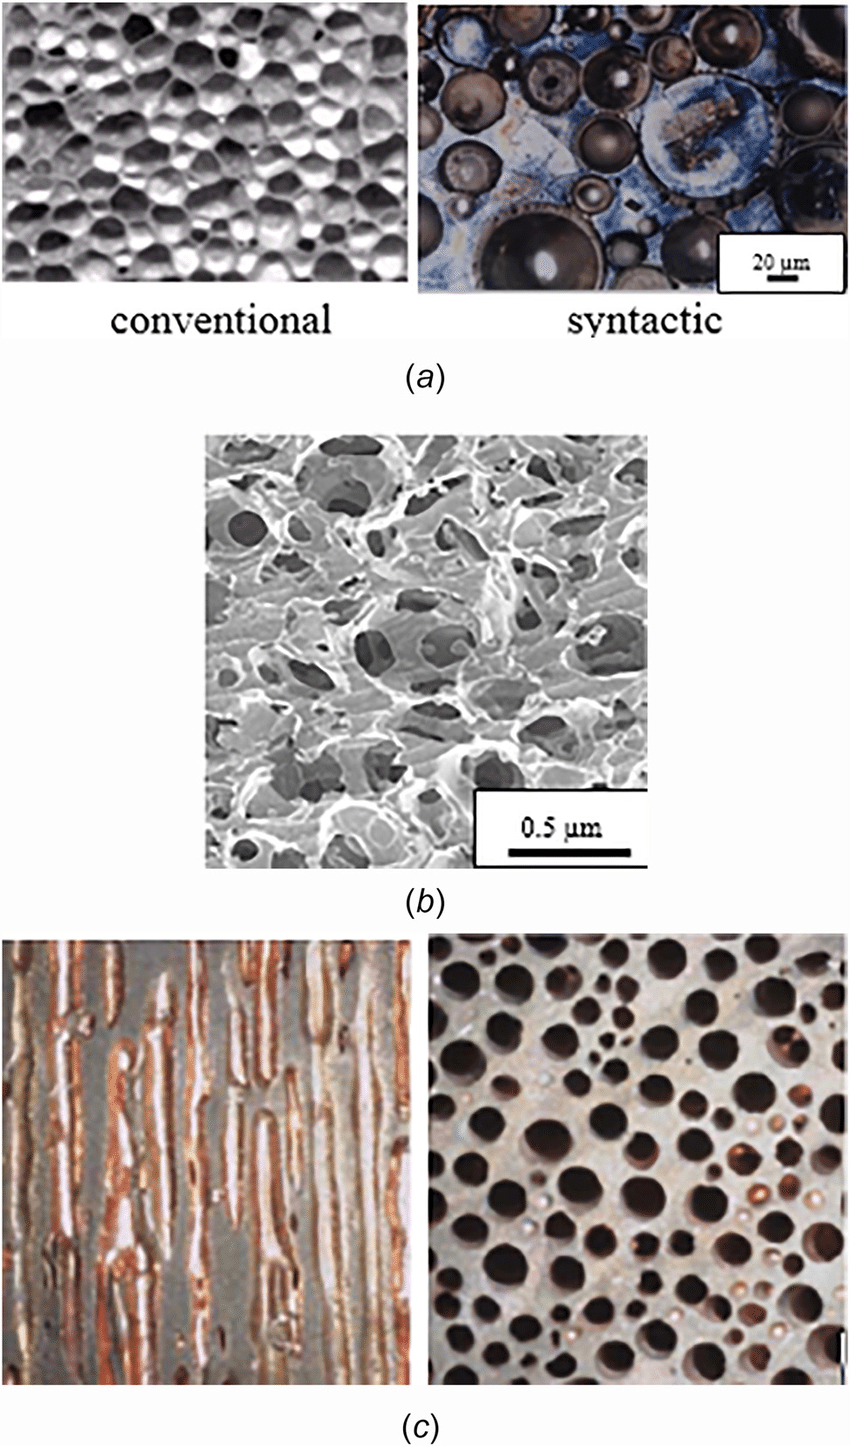 20 µm
conventional
syntactic
(a)
0.5 µm
(b)
(c)